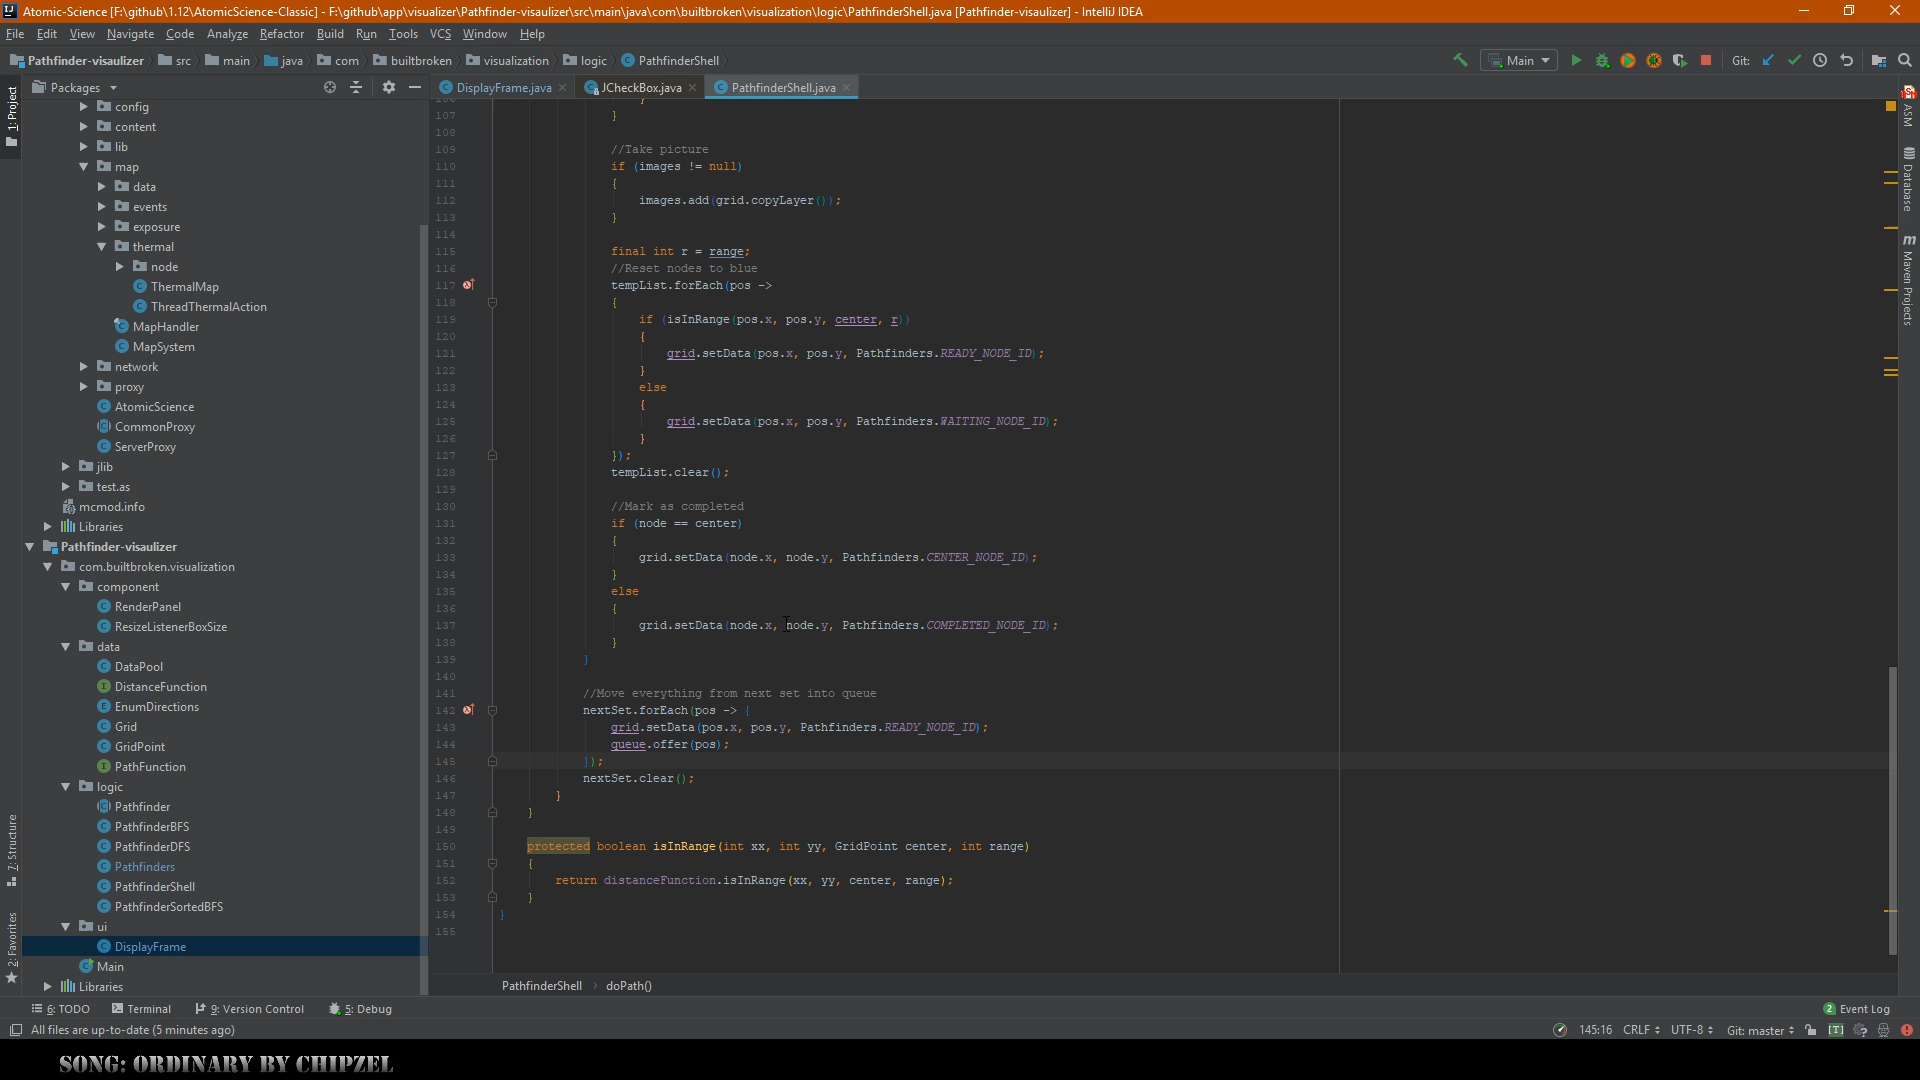 Atomic-Science [F:\github\1.12\AtomicScience-Classic] - F:\github\app\visualizer\Pathfinder-visaulizer\src\main\java\com\builtbroken\visualization\logic\PathfinderShell.java [Pathfinder-visaulizer] - IntelliJ IDEA
File Edit View Navigate Code Analyze Refactor Build Run Tools VCS Window Help
Pathfinder-visaulizer src main java com builtbroken visualization logic PathfinderShell
Main Git:
Packages
DisplayFrame.java JCheckBox.java PathfinderShell.java
1: Project
config
content
lib
map
data
events
exposure
thermal
node
ThermalMap
ThreadThermalAction
MapHandler
MapSystem
network
proxy
AtomicScience
CommonProxy
ServerProxy
jlib
test.as
mcmod.info
Libraries
Pathfinder-visaulizer
com.builtbroken.visualization
component
RenderPanel
ResizeListenerBoxSize
data
DataPool
DistanceFunction
EnumDirections
Grid
GridPoint
PathFunction
logic
Pathfinder
PathfinderBFS
PathfinderDFS
Pathfinders
PathfinderShell
PathfinderSortedBFS
ui
DisplayFrame
Main
Libraries
7: Structure
2: Favorites
107 }
108
109 //Take picture
110 if (images != null)
111 {
112 images.add(grid.copyLayer());
113 }
114
115 final int r = range;
116 //Reset nodes to blue
117 tempList.forEach(pos ->
118 {
119 if (isInRange(pos.x, pos.y, center, r))
120 {
121 grid.setData(pos.x, pos.y, Pathfinders.READY_NODE_ID);
122 }
123 else
124 {
125 grid.setData(pos.x, pos.y, Pathfinders.WAITING_NODE_ID);
126 }
127 });
128 tempList.clear();
129
130 //Mark as completed
131 if (node == center)
132 {
133 grid.setData(node.x, node.y, Pathfinders.CENTER_NODE_ID);
134 }
135 else
136 {
137 grid.setData(node.x, node.y, Pathfinders.COMPLETED_NODE_ID);
138 }
139 }
140
141 //Move everything from next set into queue
142 nextSet.forEach(pos -> {
143 grid.setData(pos.x, pos.y, Pathfinders.READY_NODE_ID);
144 queue.offer(pos);
145 });
146 nextSet.clear();
147 }
148 }
149
150 protected boolean isInRange(int xx, int yy, GridPoint center, int range)
151 {
152 return distanceFunction.isInRange(xx, yy, center, range);
153 }
154 }
155
PathfinderShell › doPath()
ASM
Database
Maven Projects
6: TODO Terminal 9: Version Control 5: Debug 2 Event Log
All files are up-to-date (5 minutes ago) 145:16 CRLF UTF-8 Git: master
SONG: ORDINARY BY CHIPZEL